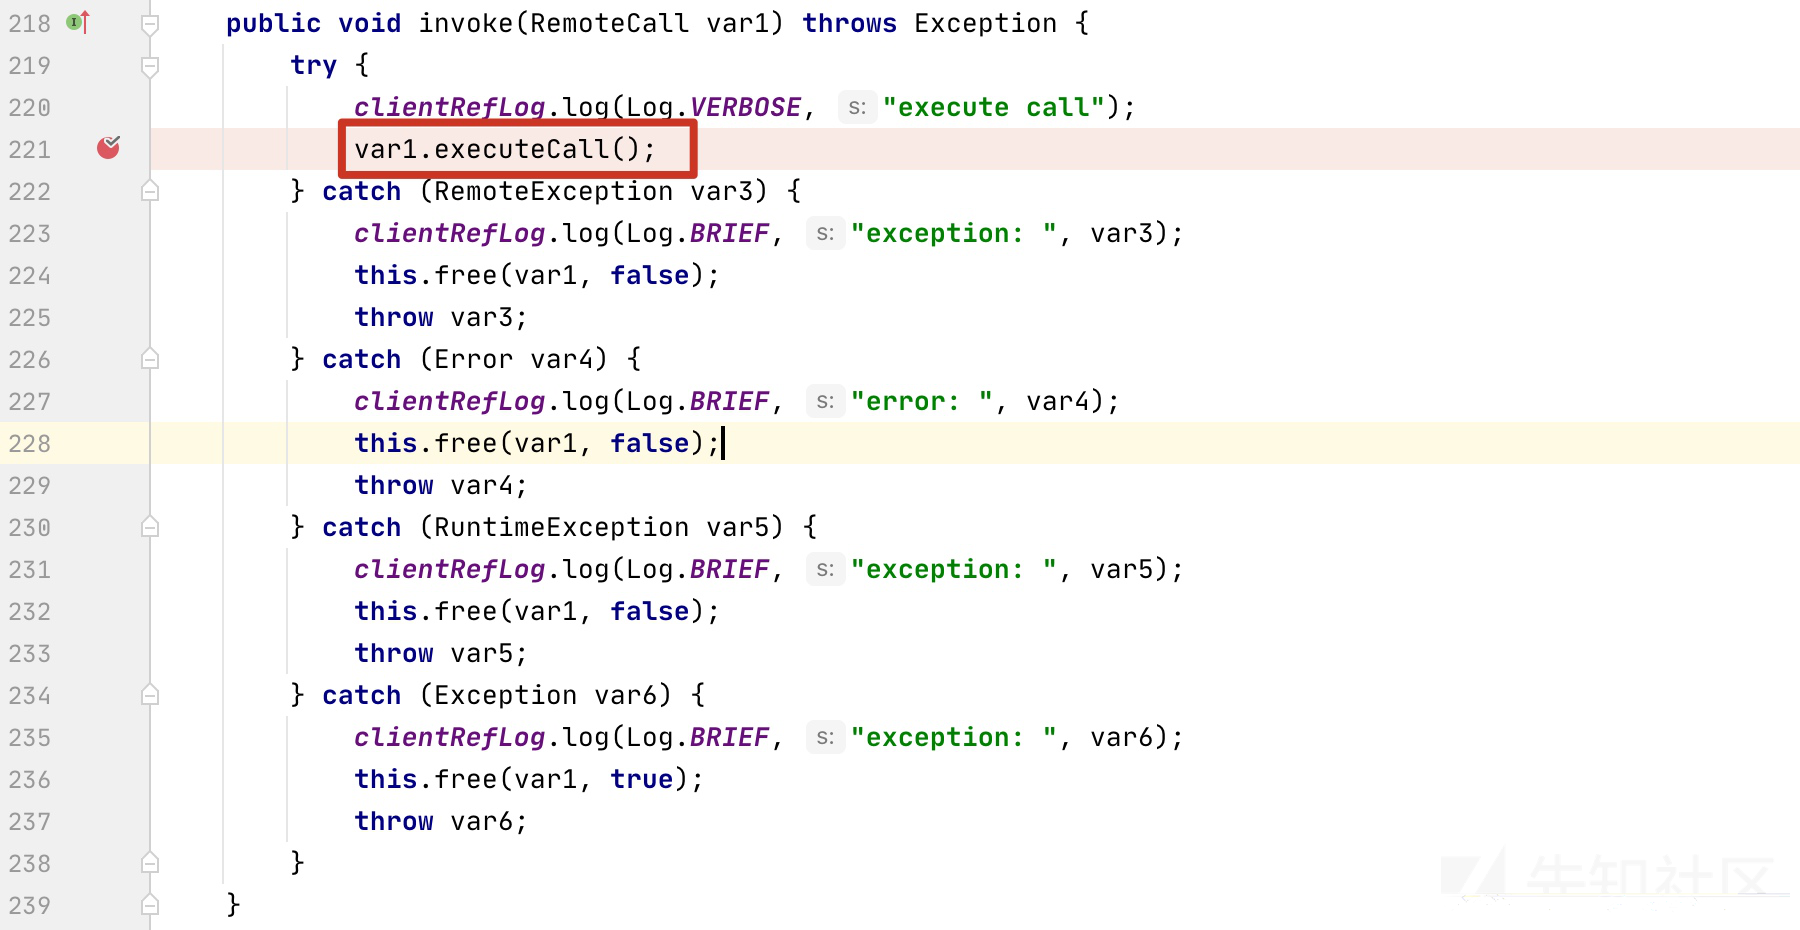 218 public void invoke(RemoteCall var1) throws Exception {
219 try {
220 clientRefLog.log(Log.VERBOSE, s: "execute call");
221 var1.executeCall();
222 } catch (RemoteException var3) {
223 clientRefLog.log(Log.BRIEF, s: "exception: ", var3);
224 this.free(var1, false);
225 throw var3;
226 } catch (Error var4) {
227 clientRefLog.log(Log.BRIEF, s: "error: ", var4);
228 this.free(var1, false);
229 throw var4;
230 } catch (RuntimeException var5) {
231 clientRefLog.log(Log.BRIEF, s: "exception: ", var5);
232 this.free(var1, false);
233 throw var5;
234 } catch (Exception var6) {
235 clientRefLog.log(Log.BRIEF, s: "exception: ", var6);
236 this.free(var1, true);
237 throw var6;
238 }
239 }
先知社区